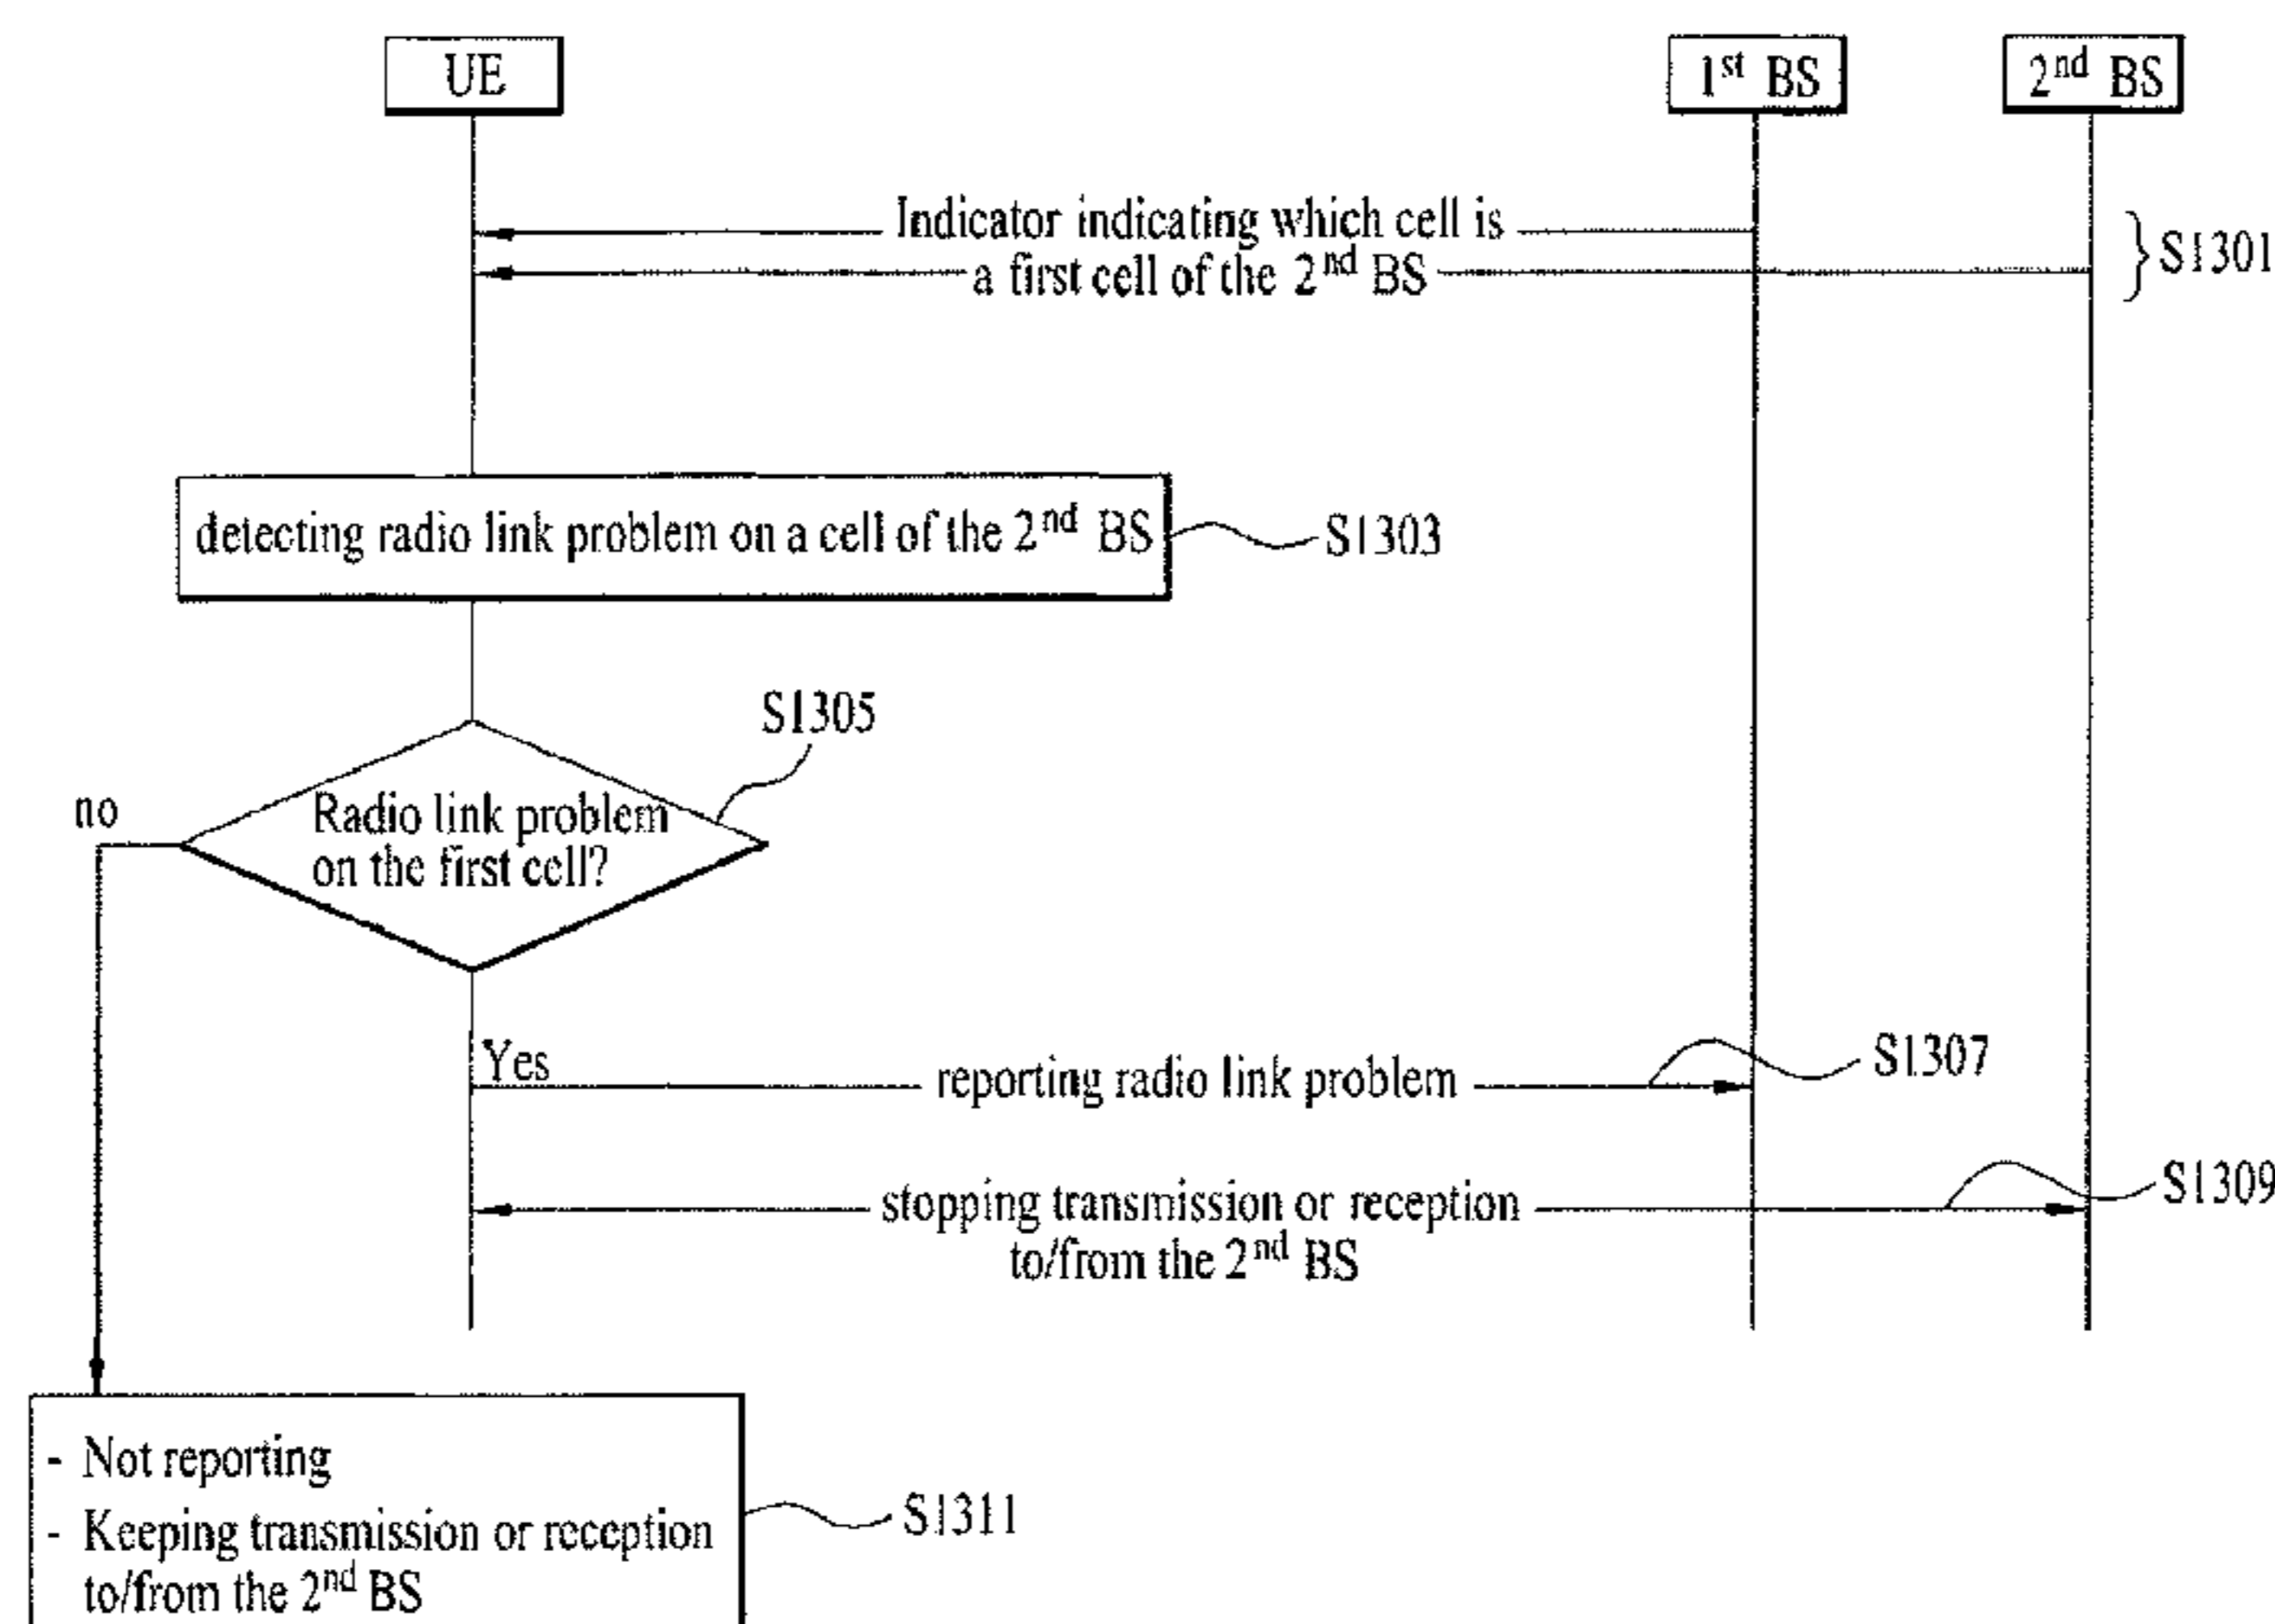 UE
1st BS
2nd BS
Indicator indicating which cell is
a first cell of the 2nd BS
S1301
detecting radio link problem on a cell of the 2nd BS
S1303
S1305
no
Radio link problem
on the first cell?
Yes
reporting radio link problem
S1307
stopping transmission or reception
to/from the 2nd BS
S1309
- Not reporting
- Keeping transmission or reception
to/from the 2nd BS
S1311